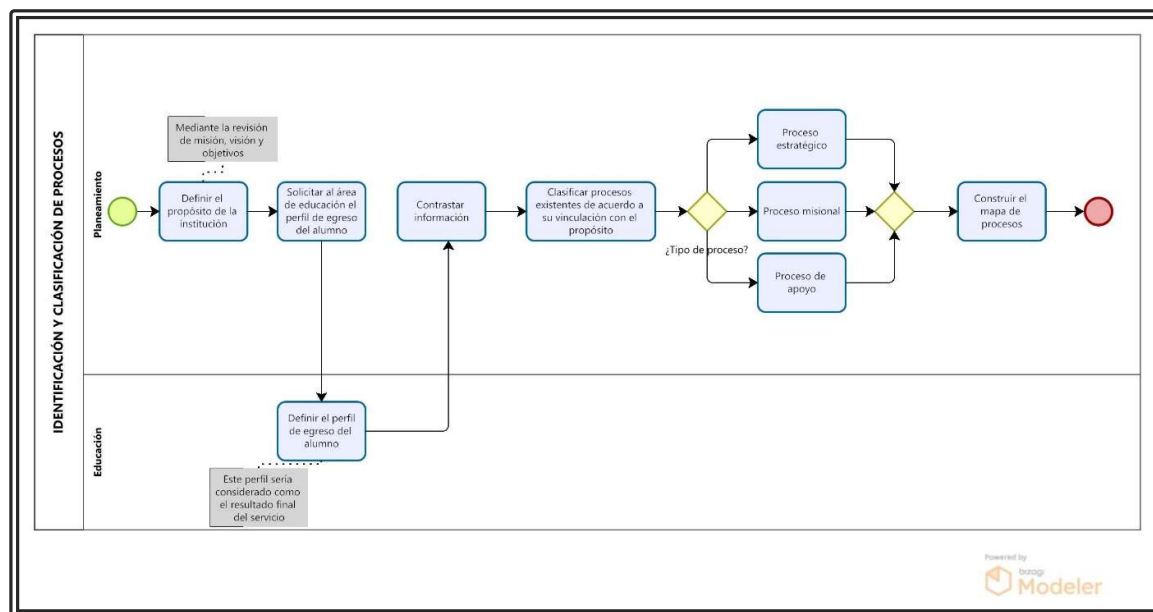 IDENTIFICACIÓN Y CLASIFICACIÓN DE PROCESOS
Planeamiento
Mediante la revisión
de misión, visión y
objetivos
Definir el
propósito de la
institución
Solicitar al área
de educación el
perfil de egreso
del alumno
Contrastar
información
Clasificar procesos
existentes de acuerdo a
su vinculación con el
propósito
¿Tipo de proceso?
Proceso
estratégico
Proceso misional
Proceso de
apoyo
Construir el
mapa de
procesos
Educación
Definir el perfil
de egreso del
alumno
Este perfil sería
considerado como
el resultado final
del servicio
Powered by
bizagi
Modeler